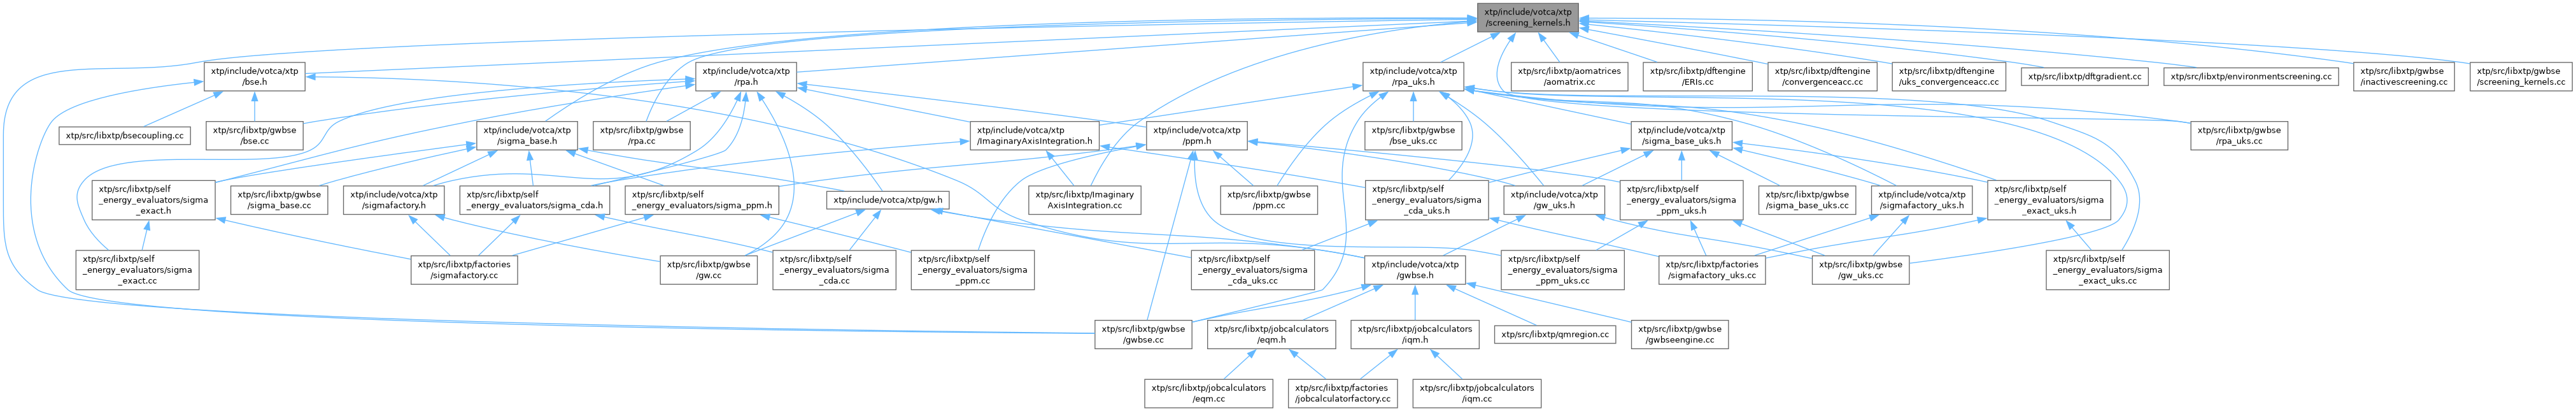 xtp/include/votca/xtp
/screening_kernels.h
xtp/include/votca/xtp
/bse.h
xtp/include/votca/xtp
/rpa.h
xtp/include/votca/xtp
/rpa_uks.h
xtp/src/libxtp/aomatrices
/aomatrix.cc
xtp/src/libxtp/dftengine
/ERIs.cc
xtp/src/libxtp/dftengine
/convergenceacc.cc
xtp/src/libxtp/dftengine
/uks_convergenceacc.cc
xtp/src/libxtp/dftgradient.cc
xtp/src/libxtp/environmentscreening.cc
xtp/src/libxtp/gwbse
/inactivescreening.cc
xtp/src/libxtp/gwbse
/screening_kernels.cc
xtp/src/libxtp/bsecoupling.cc
xtp/src/libxtp/gwbse
/bse.cc
xtp/include/votca/xtp
/sigma_base.h
xtp/src/libxtp/gwbse
/rpa.cc
xtp/include/votca/xtp
/ImaginaryAxisIntegration.h
xtp/include/votca/xtp
/ppm.h
xtp/src/libxtp/gwbse
/bse_uks.cc
xtp/include/votca/xtp
/sigma_base_uks.h
xtp/src/libxtp/gwbse
/rpa_uks.cc
xtp/src/libxtp/self
_energy_evaluators/sigma
_exact.h
xtp/src/libxtp/gwbse
/sigma_base.cc
xtp/include/votca/xtp
/sigmafactory.h
xtp/src/libxtp/self
_energy_evaluators/sigma_cda.h
xtp/src/libxtp/self
_energy_evaluators/sigma_ppm.h
xtp/include/votca/xtp/gw.h
xtp/src/libxtp/Imaginary
AxisIntegration.cc
xtp/src/libxtp/gwbse
/ppm.cc
xtp/src/libxtp/self
_energy_evaluators/sigma
_cda_uks.h
xtp/include/votca/xtp
/gw_uks.h
xtp/src/libxtp/self
_energy_evaluators/sigma
_ppm_uks.h
xtp/src/libxtp/gwbse
/sigma_base_uks.cc
xtp/include/votca/xtp
/sigmafactory_uks.h
xtp/src/libxtp/self
_energy_evaluators/sigma
_exact_uks.h
xtp/src/libxtp/self
_energy_evaluators/sigma
_exact.cc
xtp/src/libxtp/factories
/sigmafactory.cc
xtp/src/libxtp/gwbse
/gw.cc
xtp/src/libxtp/self
_energy_evaluators/sigma
_cda.cc
xtp/src/libxtp/self
_energy_evaluators/sigma
_ppm.cc
xtp/src/libxtp/self
_energy_evaluators/sigma
_cda_uks.cc
xtp/include/votca/xtp
/gwbse.h
xtp/src/libxtp/self
_energy_evaluators/sigma
_ppm_uks.cc
xtp/src/libxtp/factories
/sigmafactory_uks.cc
xtp/src/libxtp/gwbse
/gw_uks.cc
xtp/src/libxtp/self
_energy_evaluators/sigma
_exact_uks.cc
xtp/src/libxtp/gwbse
/gwbse.cc
xtp/src/libxtp/jobcalculators
/eqm.h
xtp/src/libxtp/jobcalculators
/iqm.h
xtp/src/libxtp/qmregion.cc
xtp/src/libxtp/gwbse
/gwbseengine.cc
xtp/src/libxtp/jobcalculators
/eqm.cc
xtp/src/libxtp/factories
/jobcalculatorfactory.cc
xtp/src/libxtp/jobcalculators
/iqm.cc